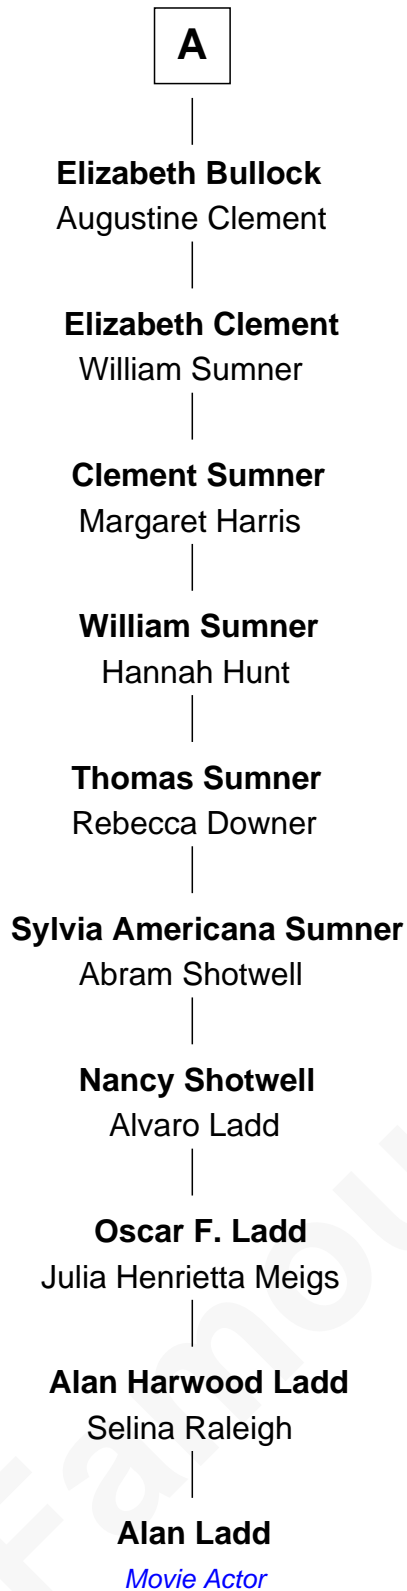 A
Elizabeth Bullock
Augustine Clement
Elizabeth Clement
William Sumner
Clement Sumner
Margaret Harris
William Sumner
Hannah Hunt
Thomas Sumner
Rebecca Downer
Sylvia Americana Sumner
Abram Shotwell
Nancy Shotwell
Alvaro Ladd
Oscar F. Ladd
Julia Henrietta Meigs
Alan Harwood Ladd
Selina Raleigh
Alan Ladd
Movie Actor
Famou